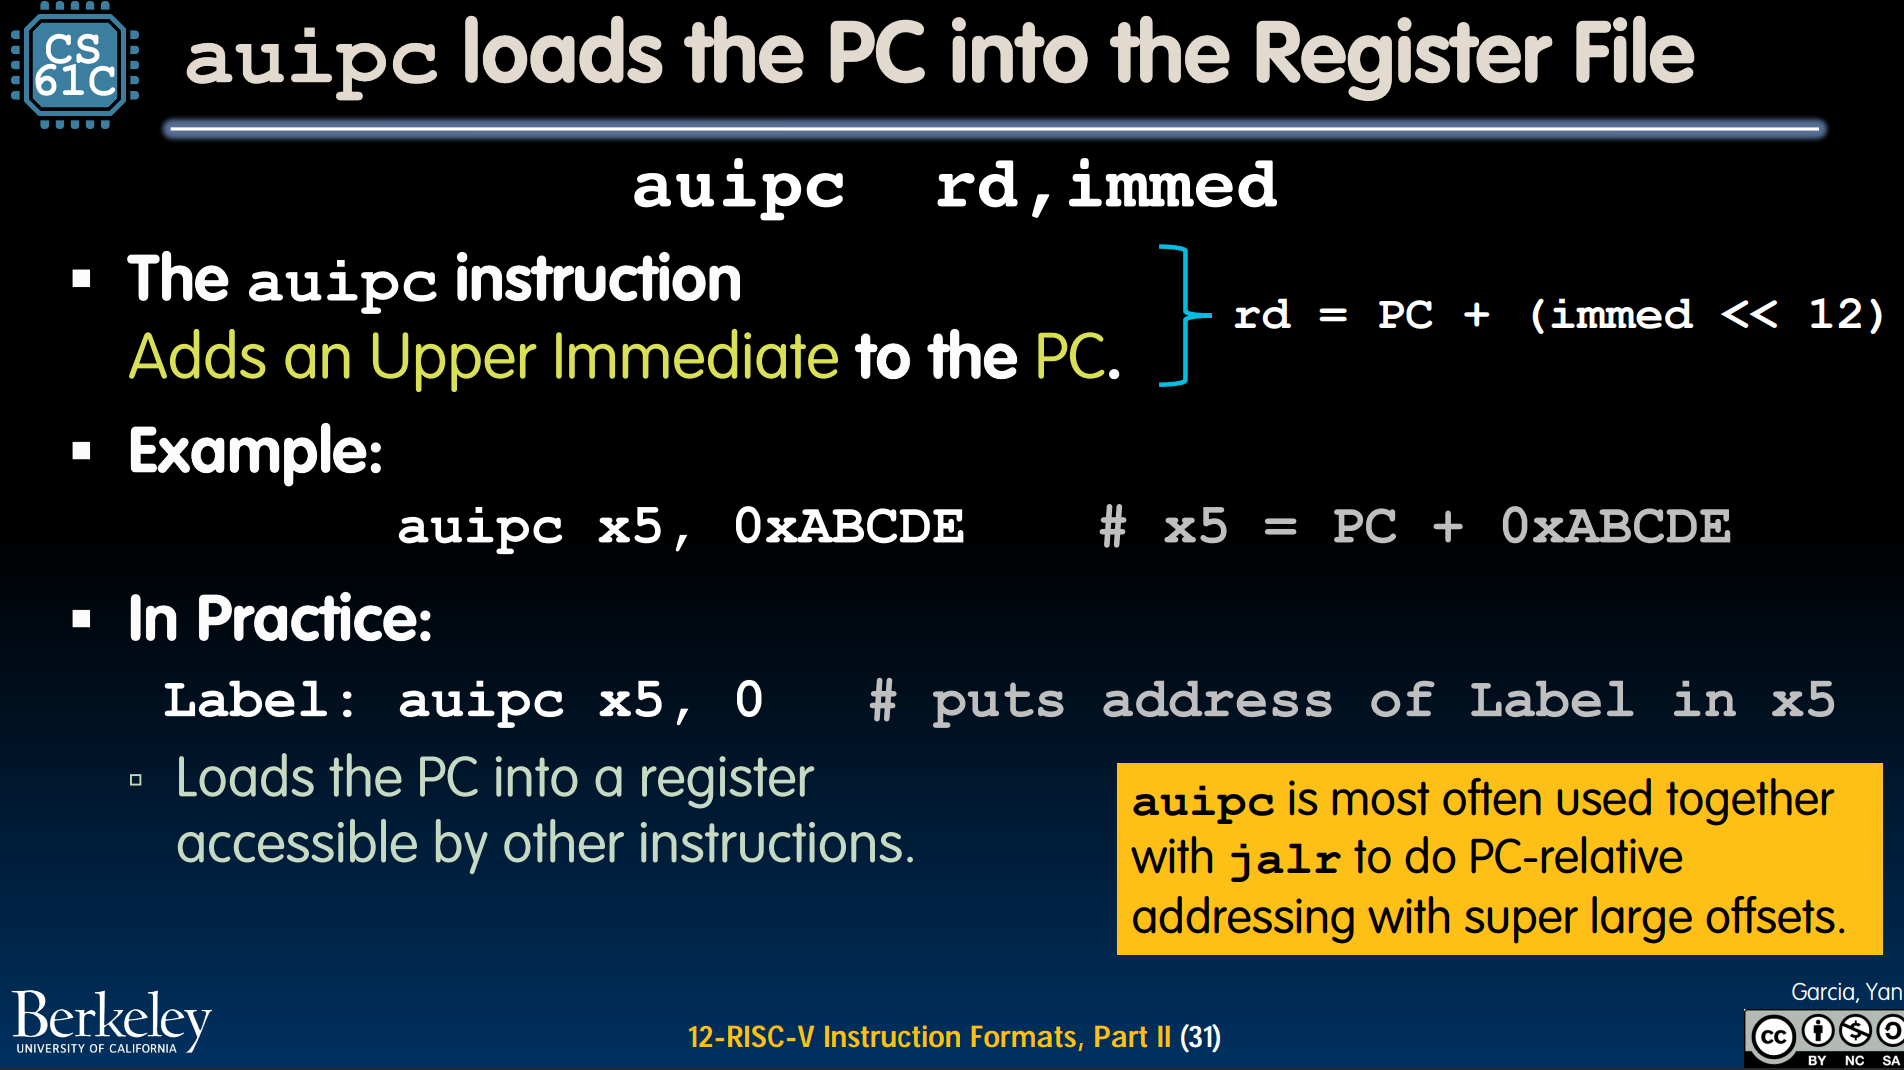 CS
61C
auipc loads the PC into the Register File
auipc rd,immed
▪ The auipc instruction
Adds an Upper Immediate to the PC.
rd = PC + (immed << 12)
▪ Example:
auipc x5, 0xABCDE # x5 = PC + 0xABCDE
▪ In Practice:
Label: auipc x5, 0 # puts address of Label in x5
▫ Loads the PC into a register
accessible by other instructions.
auipc is most often used together
with jalr to do PC-relative
addressing with super large offsets.
Berkeley
UNIVERSITY OF CALIFORNIA
12-RISC-V Instruction Formats, Part II (31)
Garcia, Yan
cc
BY NC SA